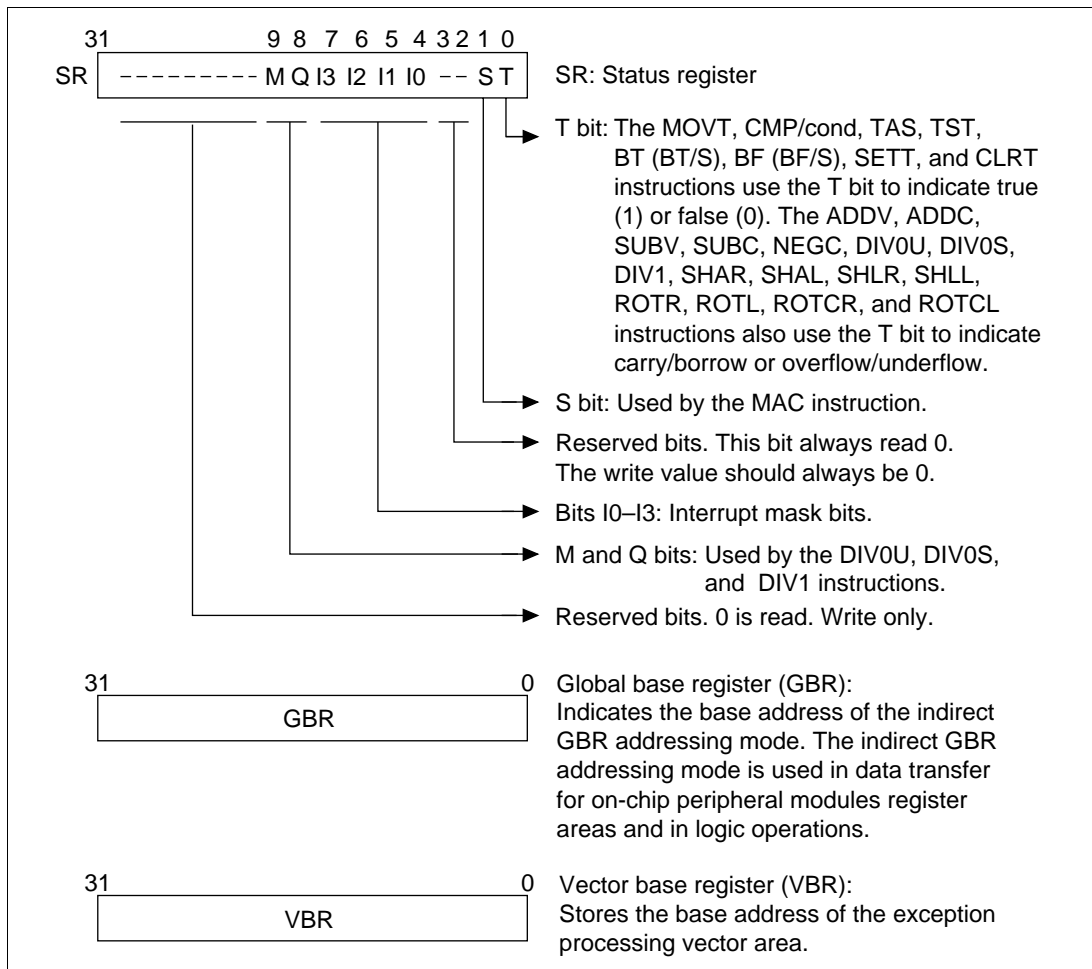 31 9 8 7 6 5 4 3 2 1 0
SR ------------- M Q I3 I2 I1 I0 -- S T
SR: Status register
T bit: The MOVT, CMP/cond, TAS, TST,
BT (BT/S), BF (BF/S), SETT, and CLRT
instructions use the T bit to indicate true
(1) or false (0). The ADDV, ADDC,
SUBV, SUBC, NEGC, DIV0U, DIV0S,
DIV1, SHAR, SHAL, SHLR, SHLL,
ROTR, ROTL, ROTCR, and ROTCL
instructions also use the T bit to indicate
carry/borrow or overflow/underflow.
S bit: Used by the MAC instruction.
Reserved bits. This bit always read 0.
The write value should always be 0.
Bits I0–I3: Interrupt mask bits.
M and Q bits: Used by the DIV0U, DIV0S,
and DIV1 instructions.
Reserved bits. 0 is read. Write only.
31 0
GBR
Global base register (GBR):
Indicates the base address of the indirect
GBR addressing mode. The indirect GBR
addressing mode is used in data transfer
for on-chip peripheral modules register
areas and in logic operations.
31 0
VBR
Vector base register (VBR):
Stores the base address of the exception
processing vector area.